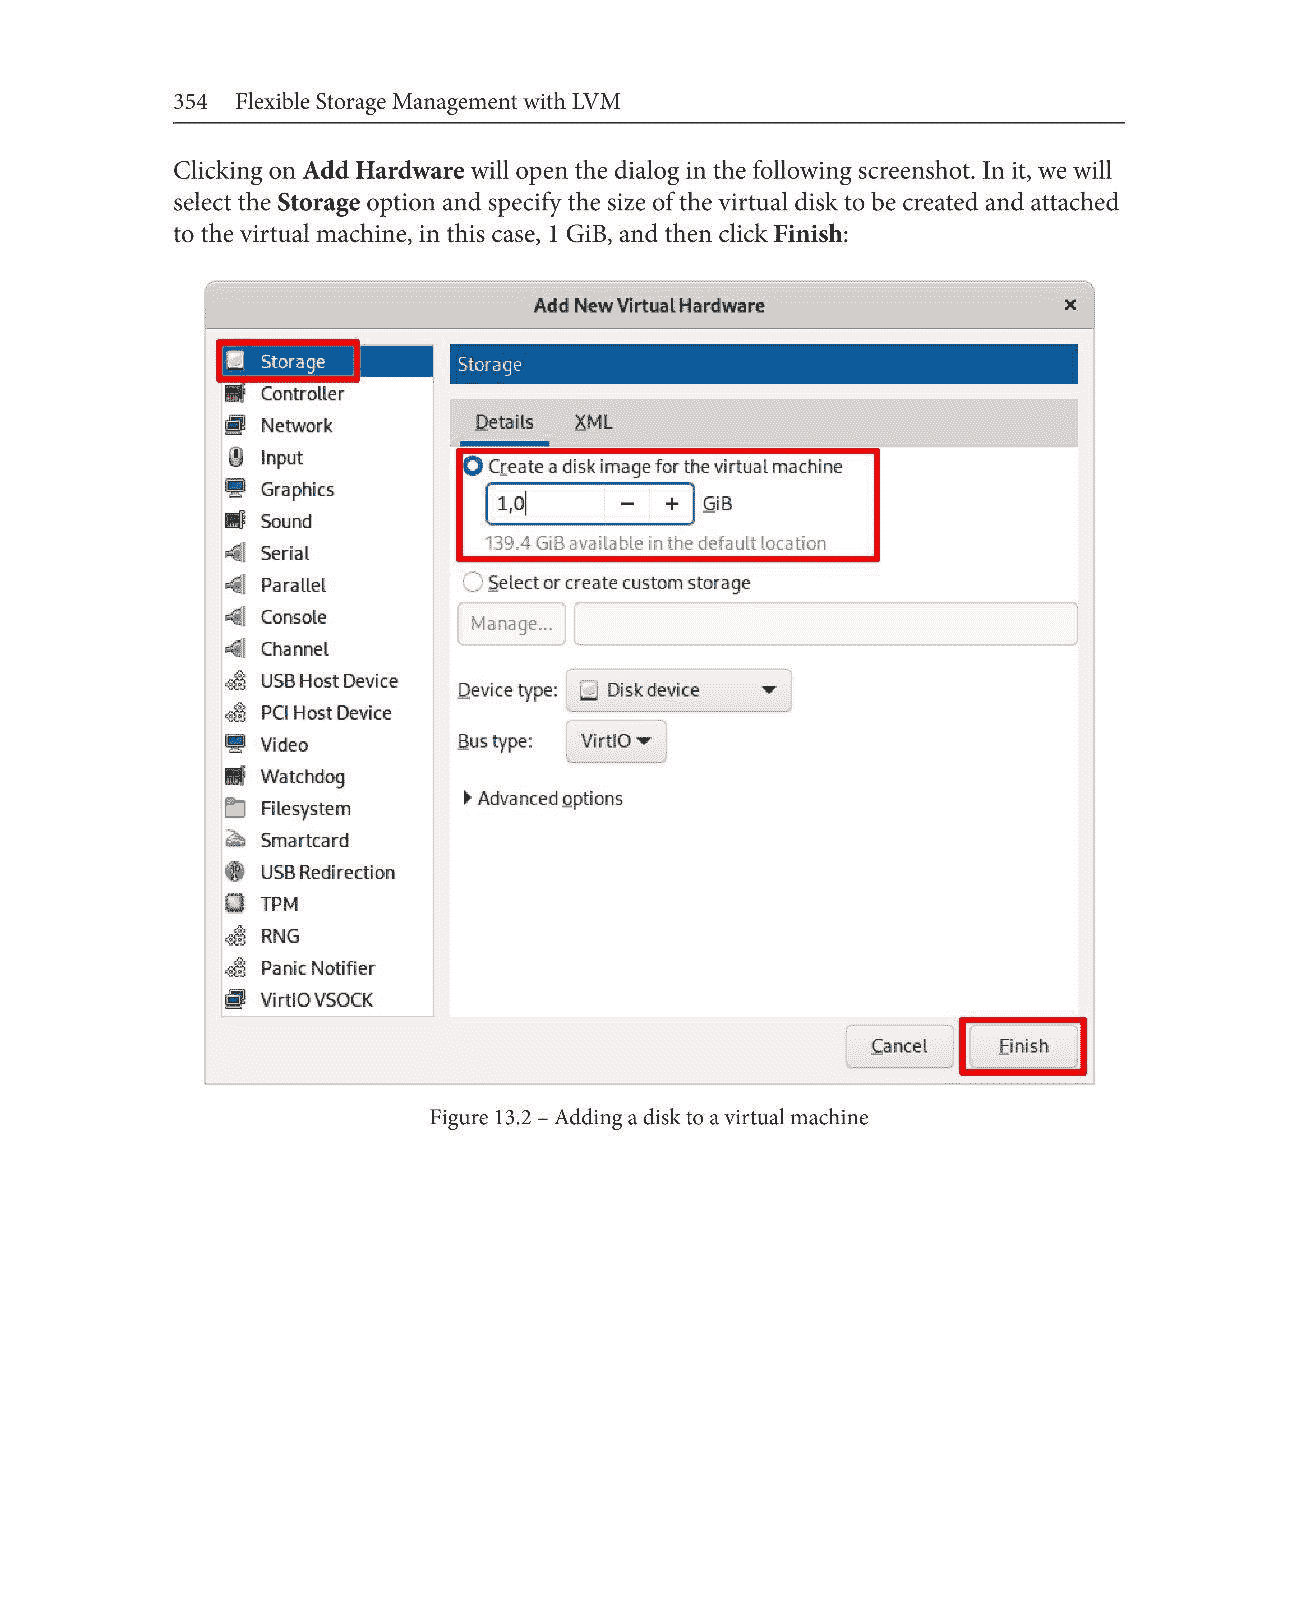 354 Flexible Storage Management with LVM
Clicking on Add Hardware will open the dialog in the following screenshot. In it, we will
select the Storage option and specify the size of the virtual disk to be created and attached
to the virtual machine, in this case, 1 GiB, and then click Finish:
Add New Virtual Hardware
Storage
Controller
Network
Input
Graphics
Sound
Serial
Parallel
Console
Channel
USB Host Device
PCI Host Device
Video
Watchdog
Filesystem
Smartcard
USB Redirection
TPM
RNG
Panic Notifier
VirtIO VSOCK
Storage
Details XML
Create a disk image for the virtual machine
1,0 − + GiB
139.4 GiB available in the default location
Select or create custom storage
Manage...
Device type: Disk device
Bus type: VirtIO
Advanced options
Cancel Finish
Figure 13.2 – Adding a disk to a virtual machine